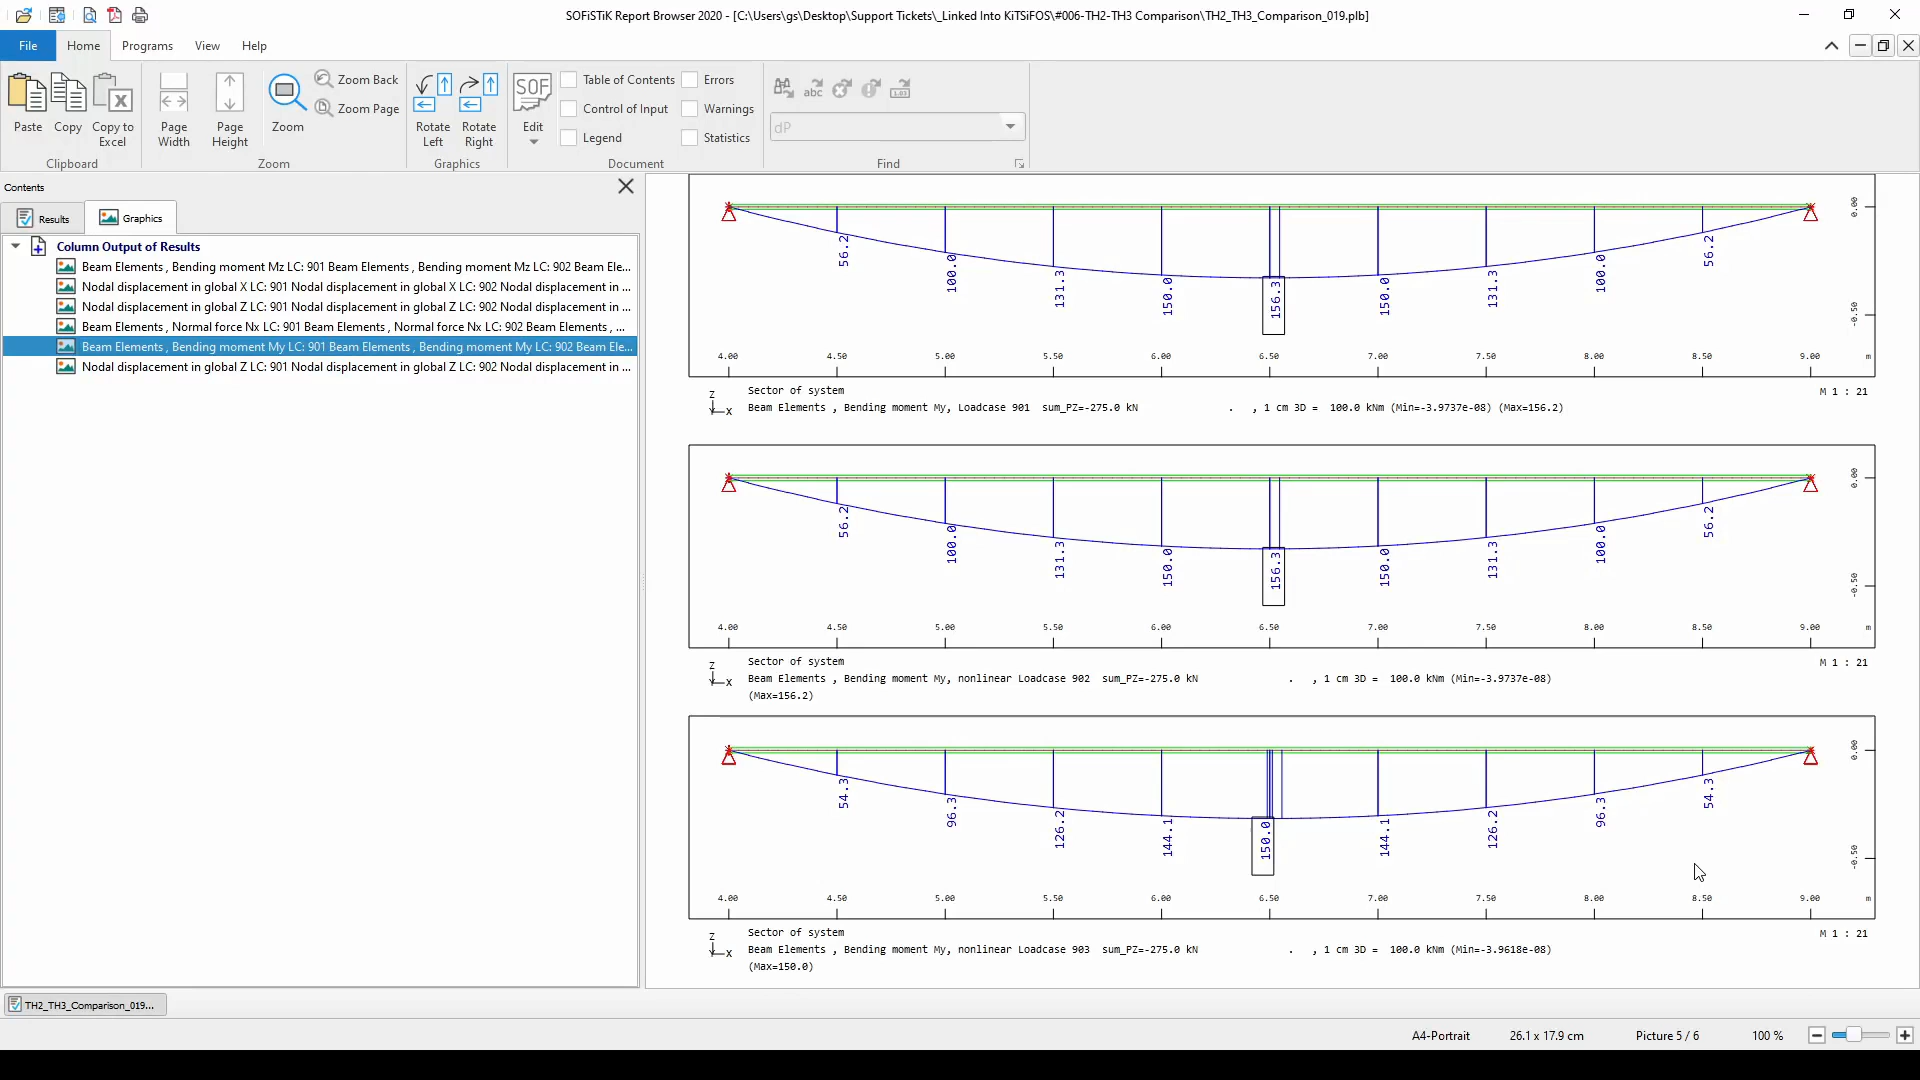 SOFiSTiK Report Browser 2020 - [C:\Users\gs\Desktop\Support Tickets\_Linked Into KiTSiFOS\#006-TH2-TH3 Comparison\TH2_TH3_Comparison_019.plb]
File Home Programs View Help
Paste Copy Copy to Excel
Clipboard
Page Width Page Height Zoom Zoom Back Zoom Page
Zoom
Rotate Left Rotate Right
Graphics
SOF Edit
Table of Contents Errors
Control of Input Warnings
Legend Statistics
Document
abc 1.03
dP
Find
Contents
Results Graphics
Column Output of Results
Beam Elements , Bending moment Mz LC: 901 Beam Elements , Bending moment Mz LC: 902 Beam Ele...
Nodal displacement in global X LC: 901 Nodal displacement in global X LC: 902 Nodal displacement in ...
Nodal displacement in global Z LC: 901 Nodal displacement in global Z LC: 902 Nodal displacement in ...
Beam Elements , Normal force Nx LC: 901 Beam Elements , Normal force Nx LC: 902 Beam Elements , ...
Beam Elements , Bending moment My LC: 901 Beam Elements , Bending moment My LC: 902 Beam Ele...
Nodal displacement in global Z LC: 901 Nodal displacement in global Z LC: 902 Nodal displacement in ...
0.00
56.2 100.0 131.3 150.0 156.3 150.0 131.3 100.0 56.2
-0.50
4.00 4.50 5.00 5.50 6.00 6.50 7.00 7.50 8.00 8.50 9.00 m
Z X
Sector of system M 1 : 21
Beam Elements , Bending moment My, Loadcase 901 sum_PZ=-275.0 kN . , 1 cm 3D = 100.0 kNm (Min=-3.9737e-08) (Max=156.2)
0.00
56.2 100.0 131.3 150.0 156.3 150.0 131.3 100.0 56.2
-0.50
4.00 4.50 5.00 5.50 6.00 6.50 7.00 7.50 8.00 8.50 9.00 m
Z X
Sector of system M 1 : 21
Beam Elements , Bending moment My, nonlinear Loadcase 902 sum_PZ=-275.0 kN . , 1 cm 3D = 100.0 kNm (Min=-3.9737e-08)
(Max=156.2)
0.00
54.3 96.3 126.2 144.1 150.0 144.1 126.2 96.3 54.3
-0.50
4.00 4.50 5.00 5.50 6.00 6.50 7.00 7.50 8.00 8.50 9.00 m
Z X
Sector of system M 1 : 21
Beam Elements , Bending moment My, nonlinear Loadcase 903 sum_PZ=-275.0 kN . , 1 cm 3D = 100.0 kNm (Min=-3.9618e-08)
(Max=150.0)
TH2_TH3_Comparison_019...
A4-Portrait 26.1 x 17.9 cm Picture 5 / 6 100 %